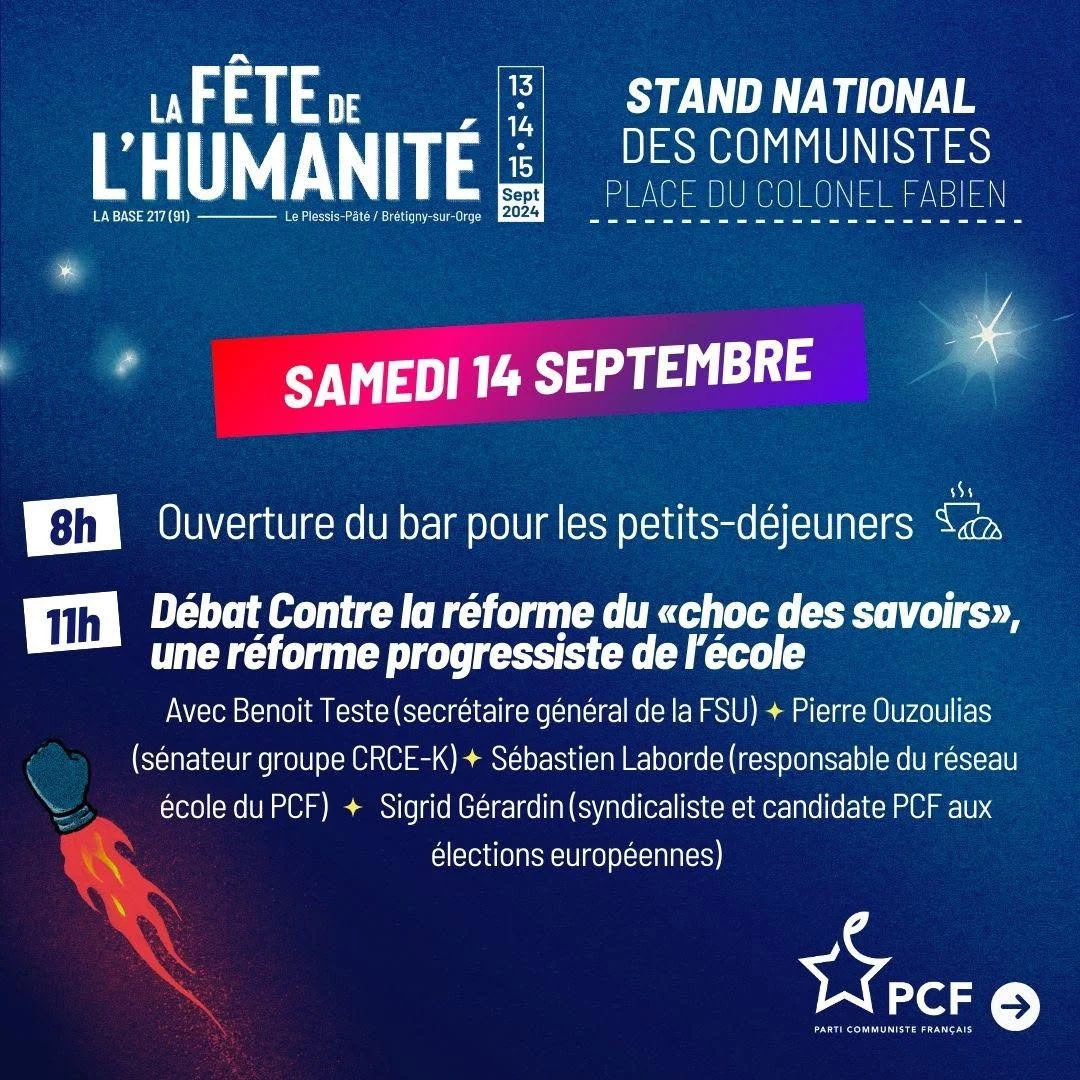 LA FÊTE DE
L'HUMANITÉ
LA BASE 217 (91) Le Plessis-Pâté / Brétigny-sur-Orge
13
14
15
Sept
2024
STAND NATIONAL
DES COMMUNISTES
PLACE DU COLONEL FABIEN
SAMEDI 14 SEPTEMBRE
8h Ouverture du bar pour les petits-déjeuners
11h Débat Contre la réforme du «choc des savoirs»,
une réforme progressiste de l'école
Avec Benoit Teste (secrétaire général de la FSU) ✦ Pierre Ouzoulias
(sénateur groupe CRCE-K) ✦ Sébastien Laborde (responsable du réseau
école du PCF) ✦ Sigrid Gérardin (syndicaliste et candidate PCF aux
élections européennes)
PCF
PARTI COMMUNISTE FRANÇAIS